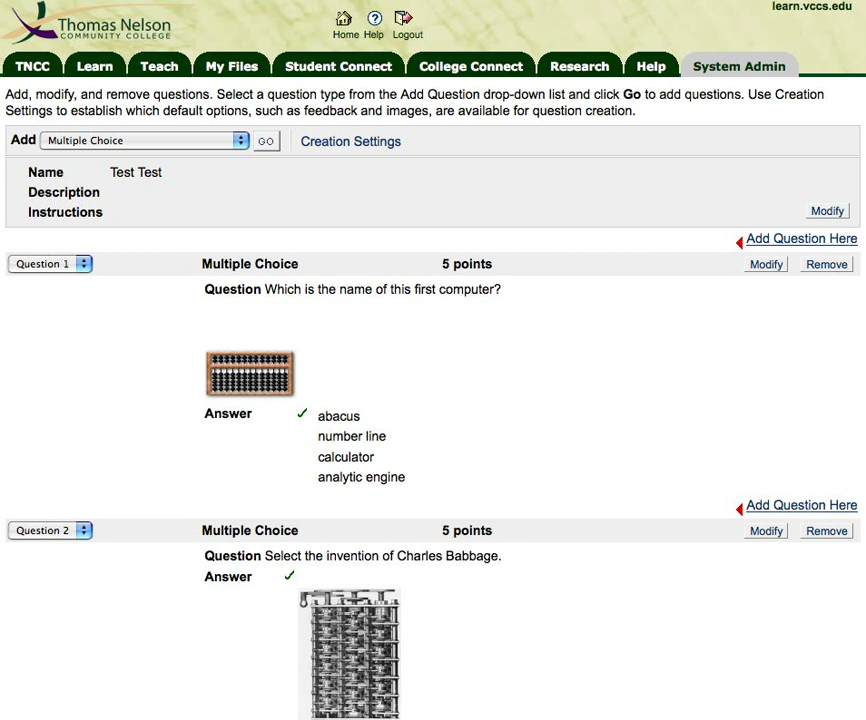 learn.vccs.edu
Thomas Nelson
COMMUNITY COLLEGE
Home Help Logout
TNCC Learn Teach My Files Student Connect College Connect Research Help System Admin
Add, modify, and remove questions. Select a question type from the Add Question drop-down list and click Go to add questions. Use Creation
Settings to establish which default options, such as feedback and images, are available for question creation.
Add Multiple Choice GO Creation Settings
Name Test Test
Description
Instructions
Modify
Add Question Here
Question 1 Multiple Choice 5 points Modify Remove
Question Which is the name of this first computer?
Answer abacus
number line
calculator
analytic engine
Add Question Here
Question 2 Multiple Choice 5 points Modify Remove
Question Select the invention of Charles Babbage.
Answer